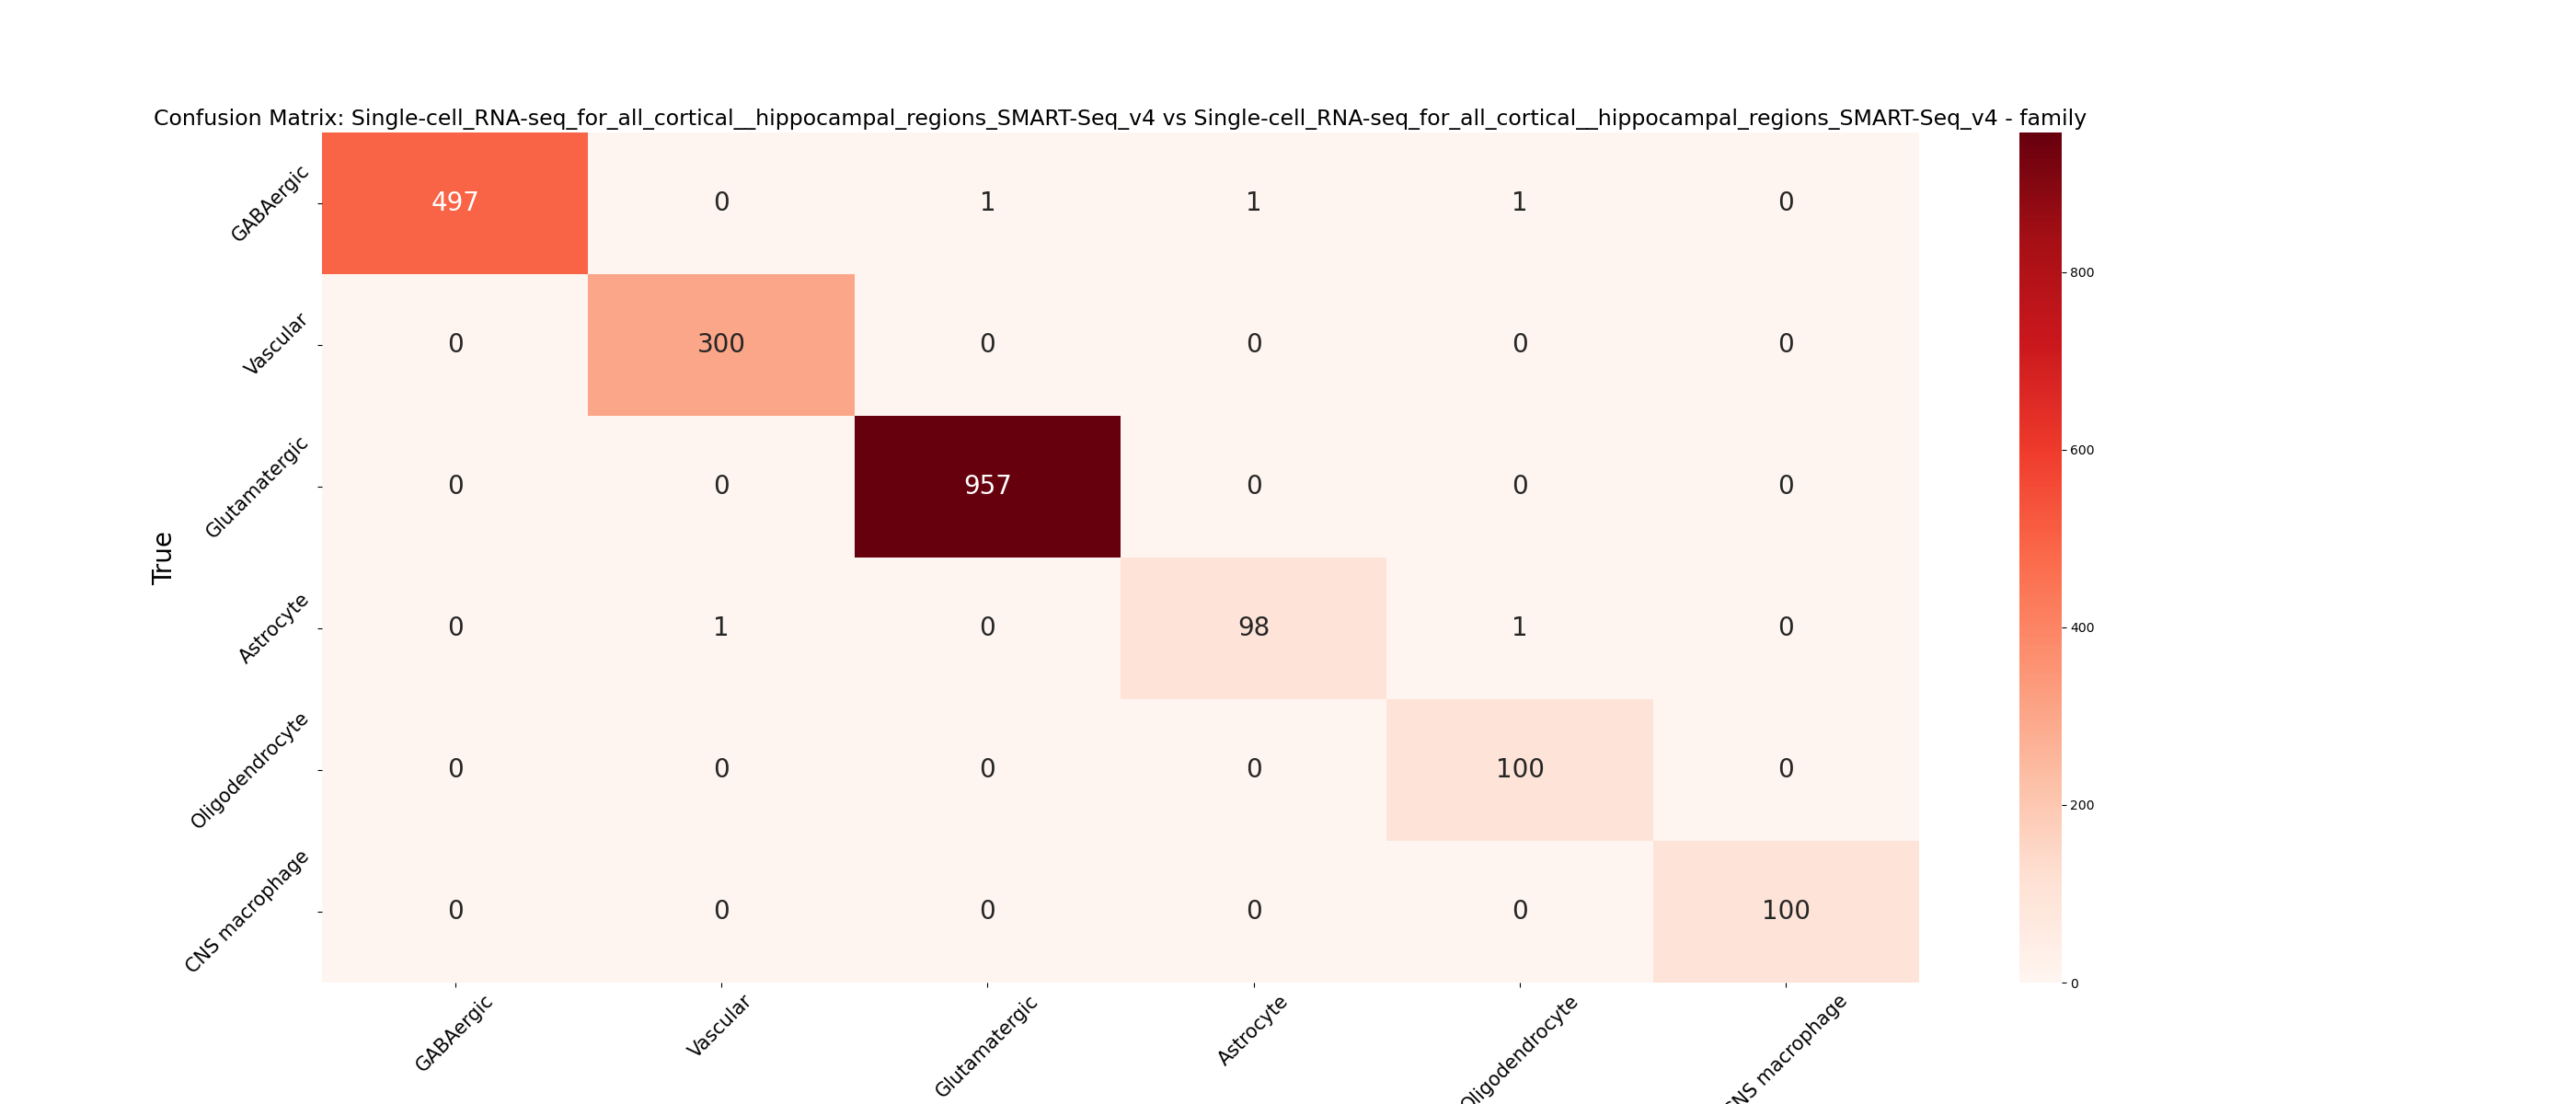 Confusion Matrix: Single-cell_RNA-seq_for_all_cortical__hippocampal_regions_SMART-Seq_v4 vs Single-cell_RNA-seq_for_all_cortical__hippocampal_regions_SMART-Seq_v4 - family
GABAergic 497 0 1 1 1 0
Vascular 0 300 0 0 0 0
Glutamatergic 0 0 957 0 0 0
Astrocyte 0 1 0 98 1 0
Oligodendrocyte 0 0 0 0 100 0
CNS macrophage 0 0 0 0 0 100
True
GABAergic Vascular Glutamatergic Astrocyte Oligodendrocyte CNS macrophage
800
600
400
200
0